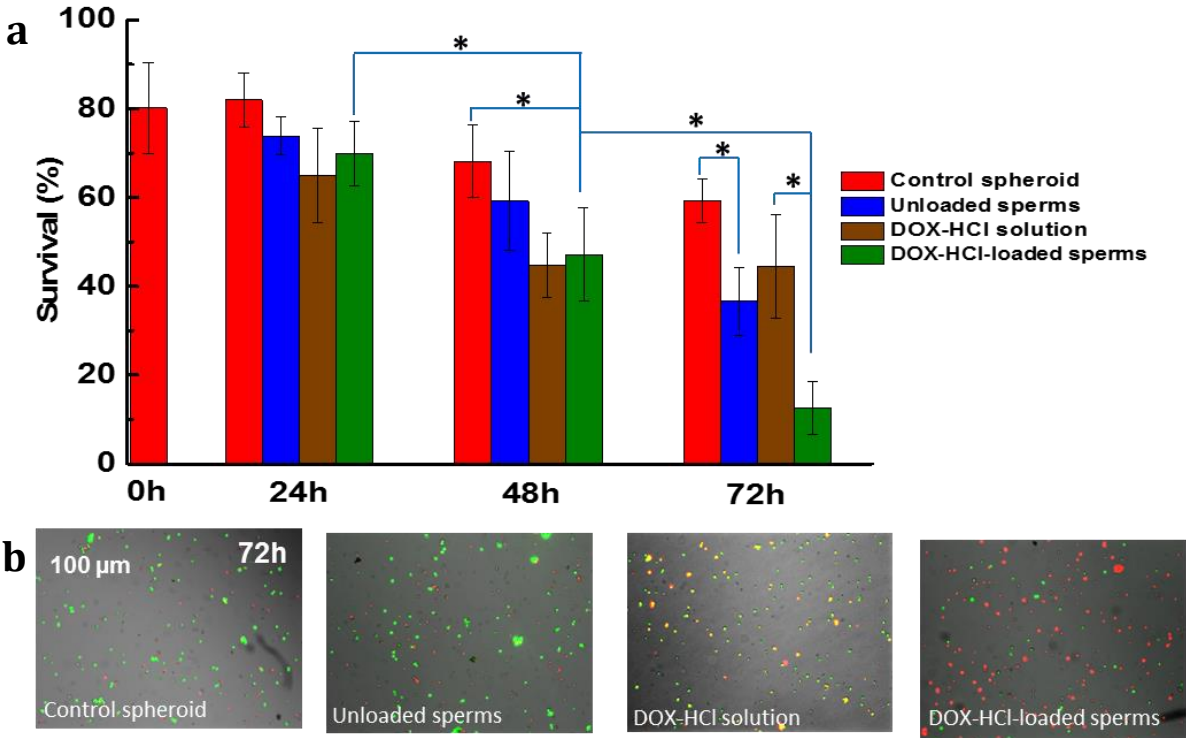 a
100
80
60
40
20
0
Survival (%)
0h
24h
48h
72h
*
*
*
*
*
Control spheroid
Unloaded sperms
DOX-HCl solution
DOX-HCl-loaded sperms
b
100 µm
72h
Control spheroid
Unloaded sperms
DOX-HCl solution
DOX-HCl-loaded sperms